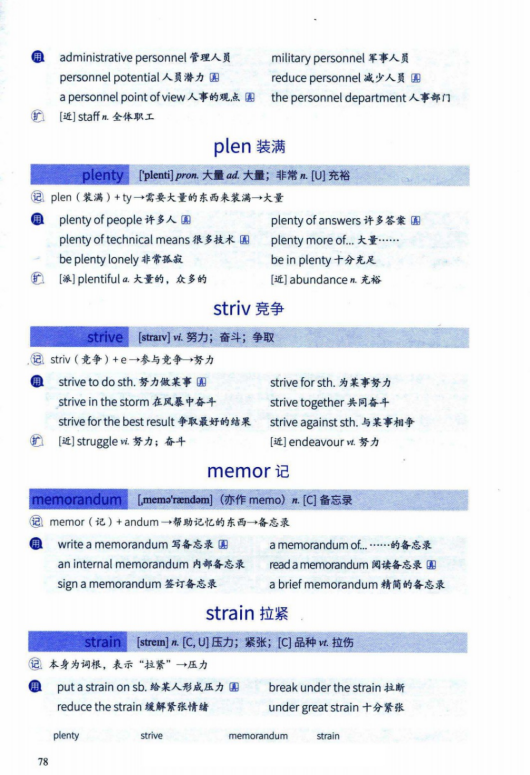 用 administrative personnel 管理人员 military personnel 军事人员
personnel potential 人员潜力 真 reduce personnel 减少人员 真
a personnel point of view 人事的观点 真 the personnel department 人事部门
扩 [近] staff n. 全体职工
plen 装满
plenty ['plenti] pron. 大量 ad. 大量；非常 n. [U] 充裕
记 plen（装满）+ ty→需要大量的东西来装满→大量
用 plenty of people 许多人 真 plenty of answers 许多答案 真
plenty of technical means 很多技术 真 plenty more of... 大量……
be plenty lonely 非常孤寂 be in plenty 十分充足
扩 [派] plentiful a. 大量的，众多的 [近] abundance n. 充裕
striv 竞争
strive [straɪv] vi. 努力；奋斗；争取
记 striv（竞争）+ e→参与竞争→努力
用 strive to do sth. 努力做某事 真 strive for sth. 为某事努力
strive in the storm 在风暴中奋斗 strive together 共同奋斗
strive for the best result 争取最好的结果 strive against sth. 与某事相争
扩 [近] struggle vi. 努力；奋斗 [近] endeavour vt. 努力
memor 记
memorandum [ˌmemə'rændəm]（亦作 memo）n. [C] 备忘录
记 memor（记）+ andum→帮助记忆的东西→备忘录
用 write a memorandum 写备忘录 真 a memorandum of... ……的备忘录
an internal memorandum 内部备忘录 read a memorandum 阅读备忘录 真
sign a memorandum 签订备忘录 a brief memorandum 精简的备忘录
strain 拉紧
strain [streɪn] n. [C, U] 压力；紧张；[C] 品种 vt. 拉伤
记 本身为词根，表示“拉紧”→压力
用 put a strain on sb. 给某人形成压力 真 break under the strain 拉断
reduce the strain 缓解紧张情绪 under great strain 十分紧张
plenty strive memorandum strain
78